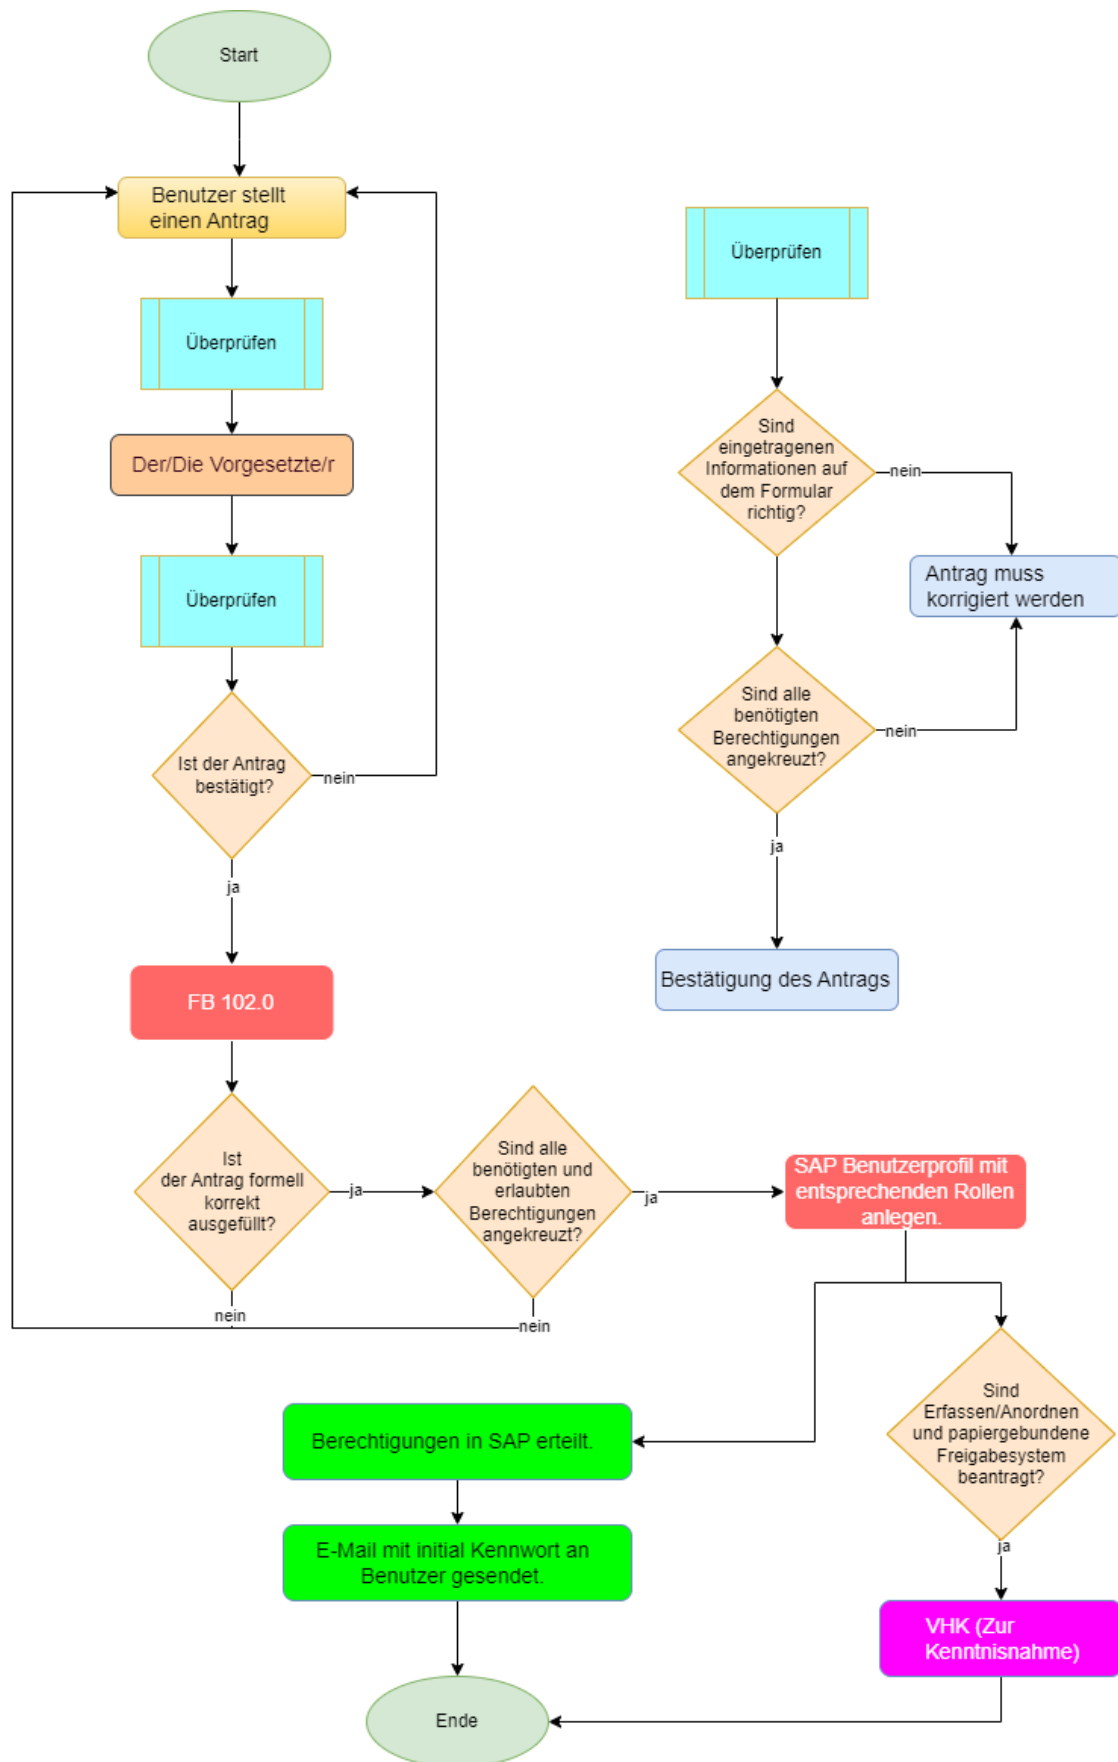 Start
Benutzer stellt
einen Antrag
Überprüfen
Der/Die Vorgesetzte/r
Überprüfen
Ist der Antrag
bestätigt?
nein
ja
FB 102.0
Ist
der Antrag formell
korrekt
ausgefüllt?
ja
nein
Sind alle
benötigten und
erlaubten
Berechtigungen
angekreuzt?
ja
nein
SAP Benutzerprofil mit
entsprechenden Rollen
anlegen.
Berechtigungen in SAP erteilt.
E-Mail mit initial Kennwort an
Benutzer gesendet.
Sind
Erfassen/Anordnen
und papiergebundene
Freigabesystem
beantragt?
ja
VHK (Zur
Kenntnisnahme)
Ende
Überprüfen
Sind
eingetragenen
Informationen auf
dem Formular
richtig?
nein
Antrag muss
korrigiert werden
Sind alle
benötigten
Berechtigungen
angekreuzt?
nein
ja
Bestätigung des Antrags